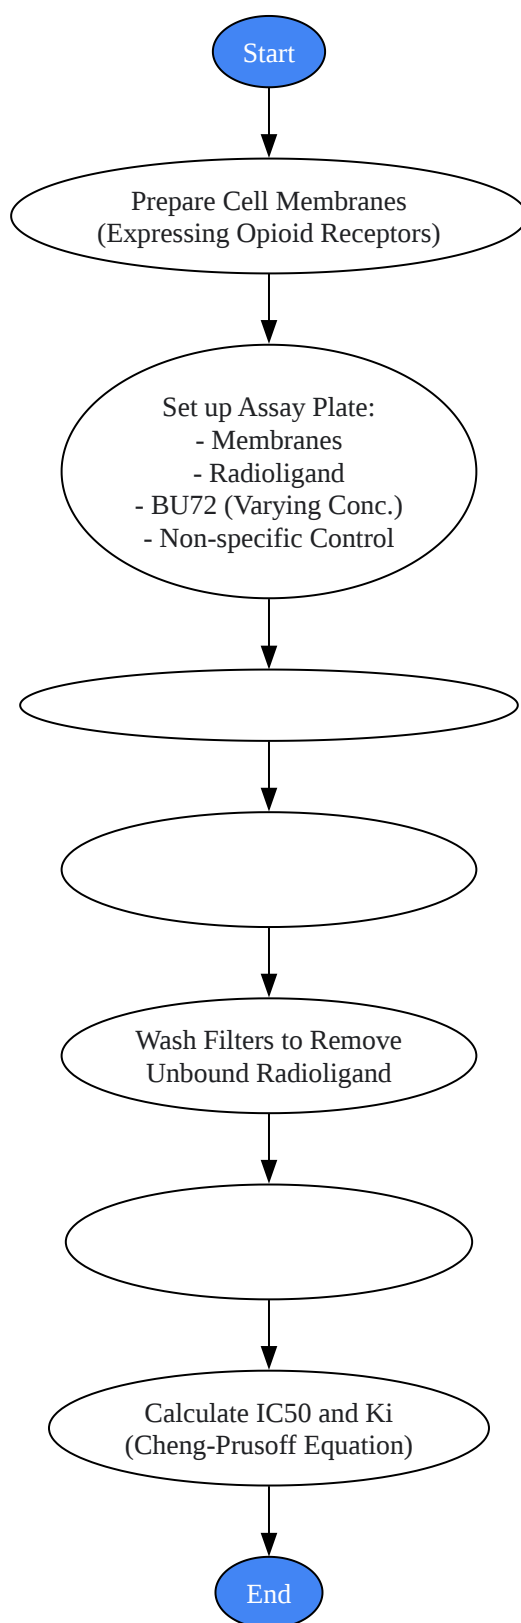 Start
Prepare Cell Membranes
(Expressing Opioid Receptors)
Set up Assay Plate:
- Membranes
- Radioligand
- BU72 (Varying Conc.)
- Non-specific Control
Wash Filters to Remove
Unbound Radioligand
Calculate IC50 and Ki
(Cheng-Prusoff Equation)
End